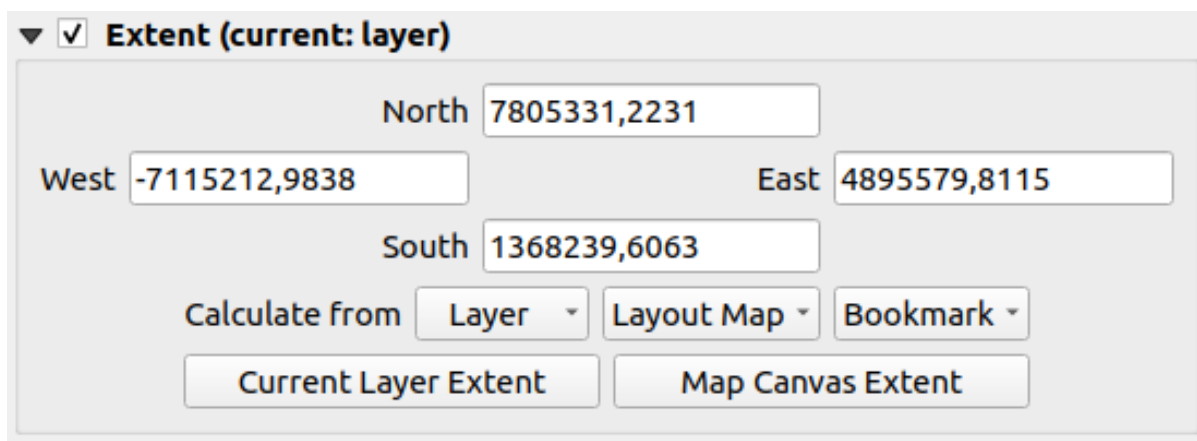 Extent (current: layer)
North 7805331,2231
West -7115212,9838 East 4895579,8115
South 1368239,6063
Calculate from Layer Layout Map Bookmark
Current Layer Extent Map Canvas Extent